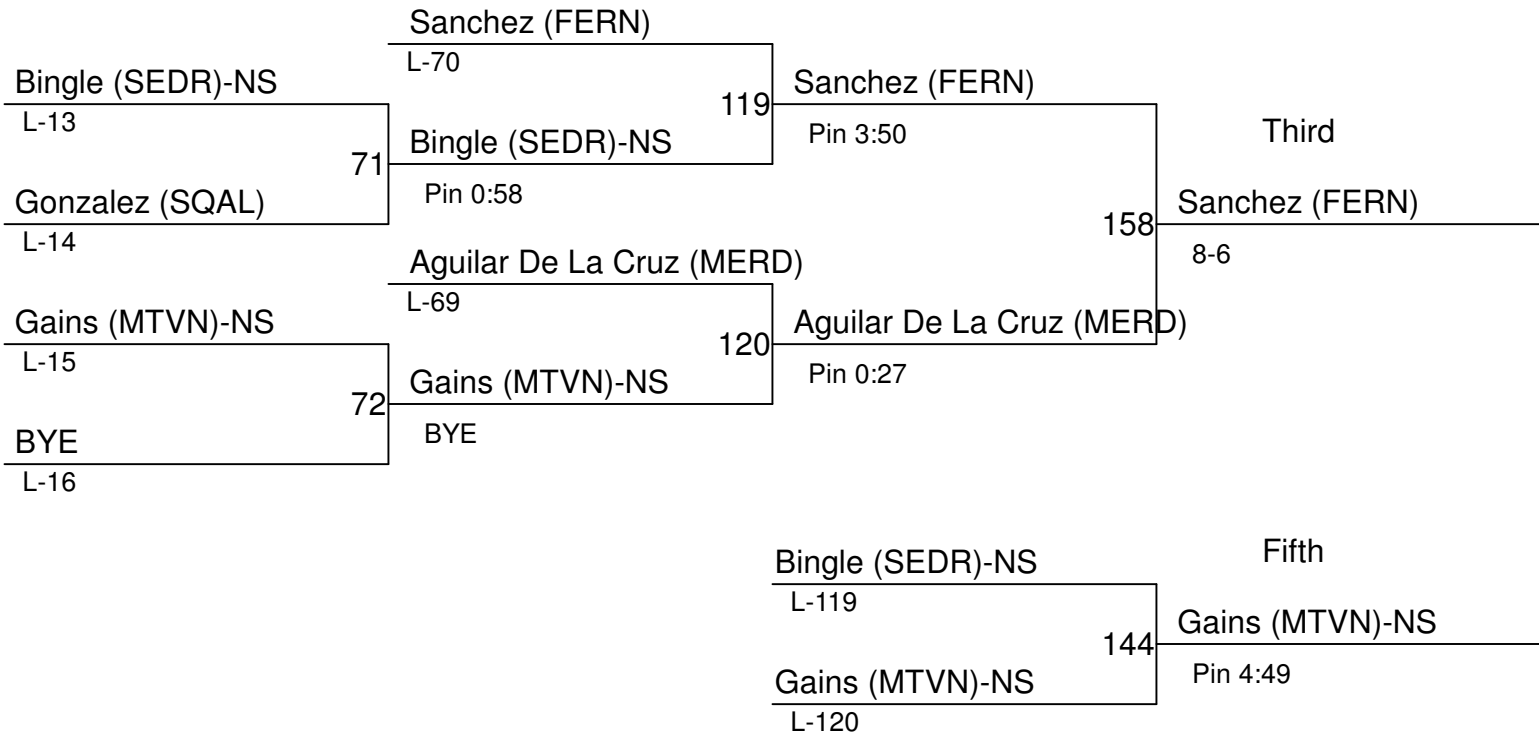 Sanchez (FERN)
L-70
Bingle (SEDR)-NS
L-13
119
Sanchez (FERN)
Pin 3:50
Third
71
Bingle (SEDR)-NS
Pin 0:58
Gonzalez (SQAL)
L-14
158
Sanchez (FERN)
8-6
Aguilar De La Cruz (MERD)
L-69
Gains (MTVN)-NS
L-15
120
Aguilar De La Cruz (MERD)
Pin 0:27
72
Gains (MTVN)-NS
BYE
BYE
L-16
Bingle (SEDR)-NS
L-119
Fifth
144
Gains (MTVN)-NS
Pin 4:49
Gains (MTVN)-NS
L-120